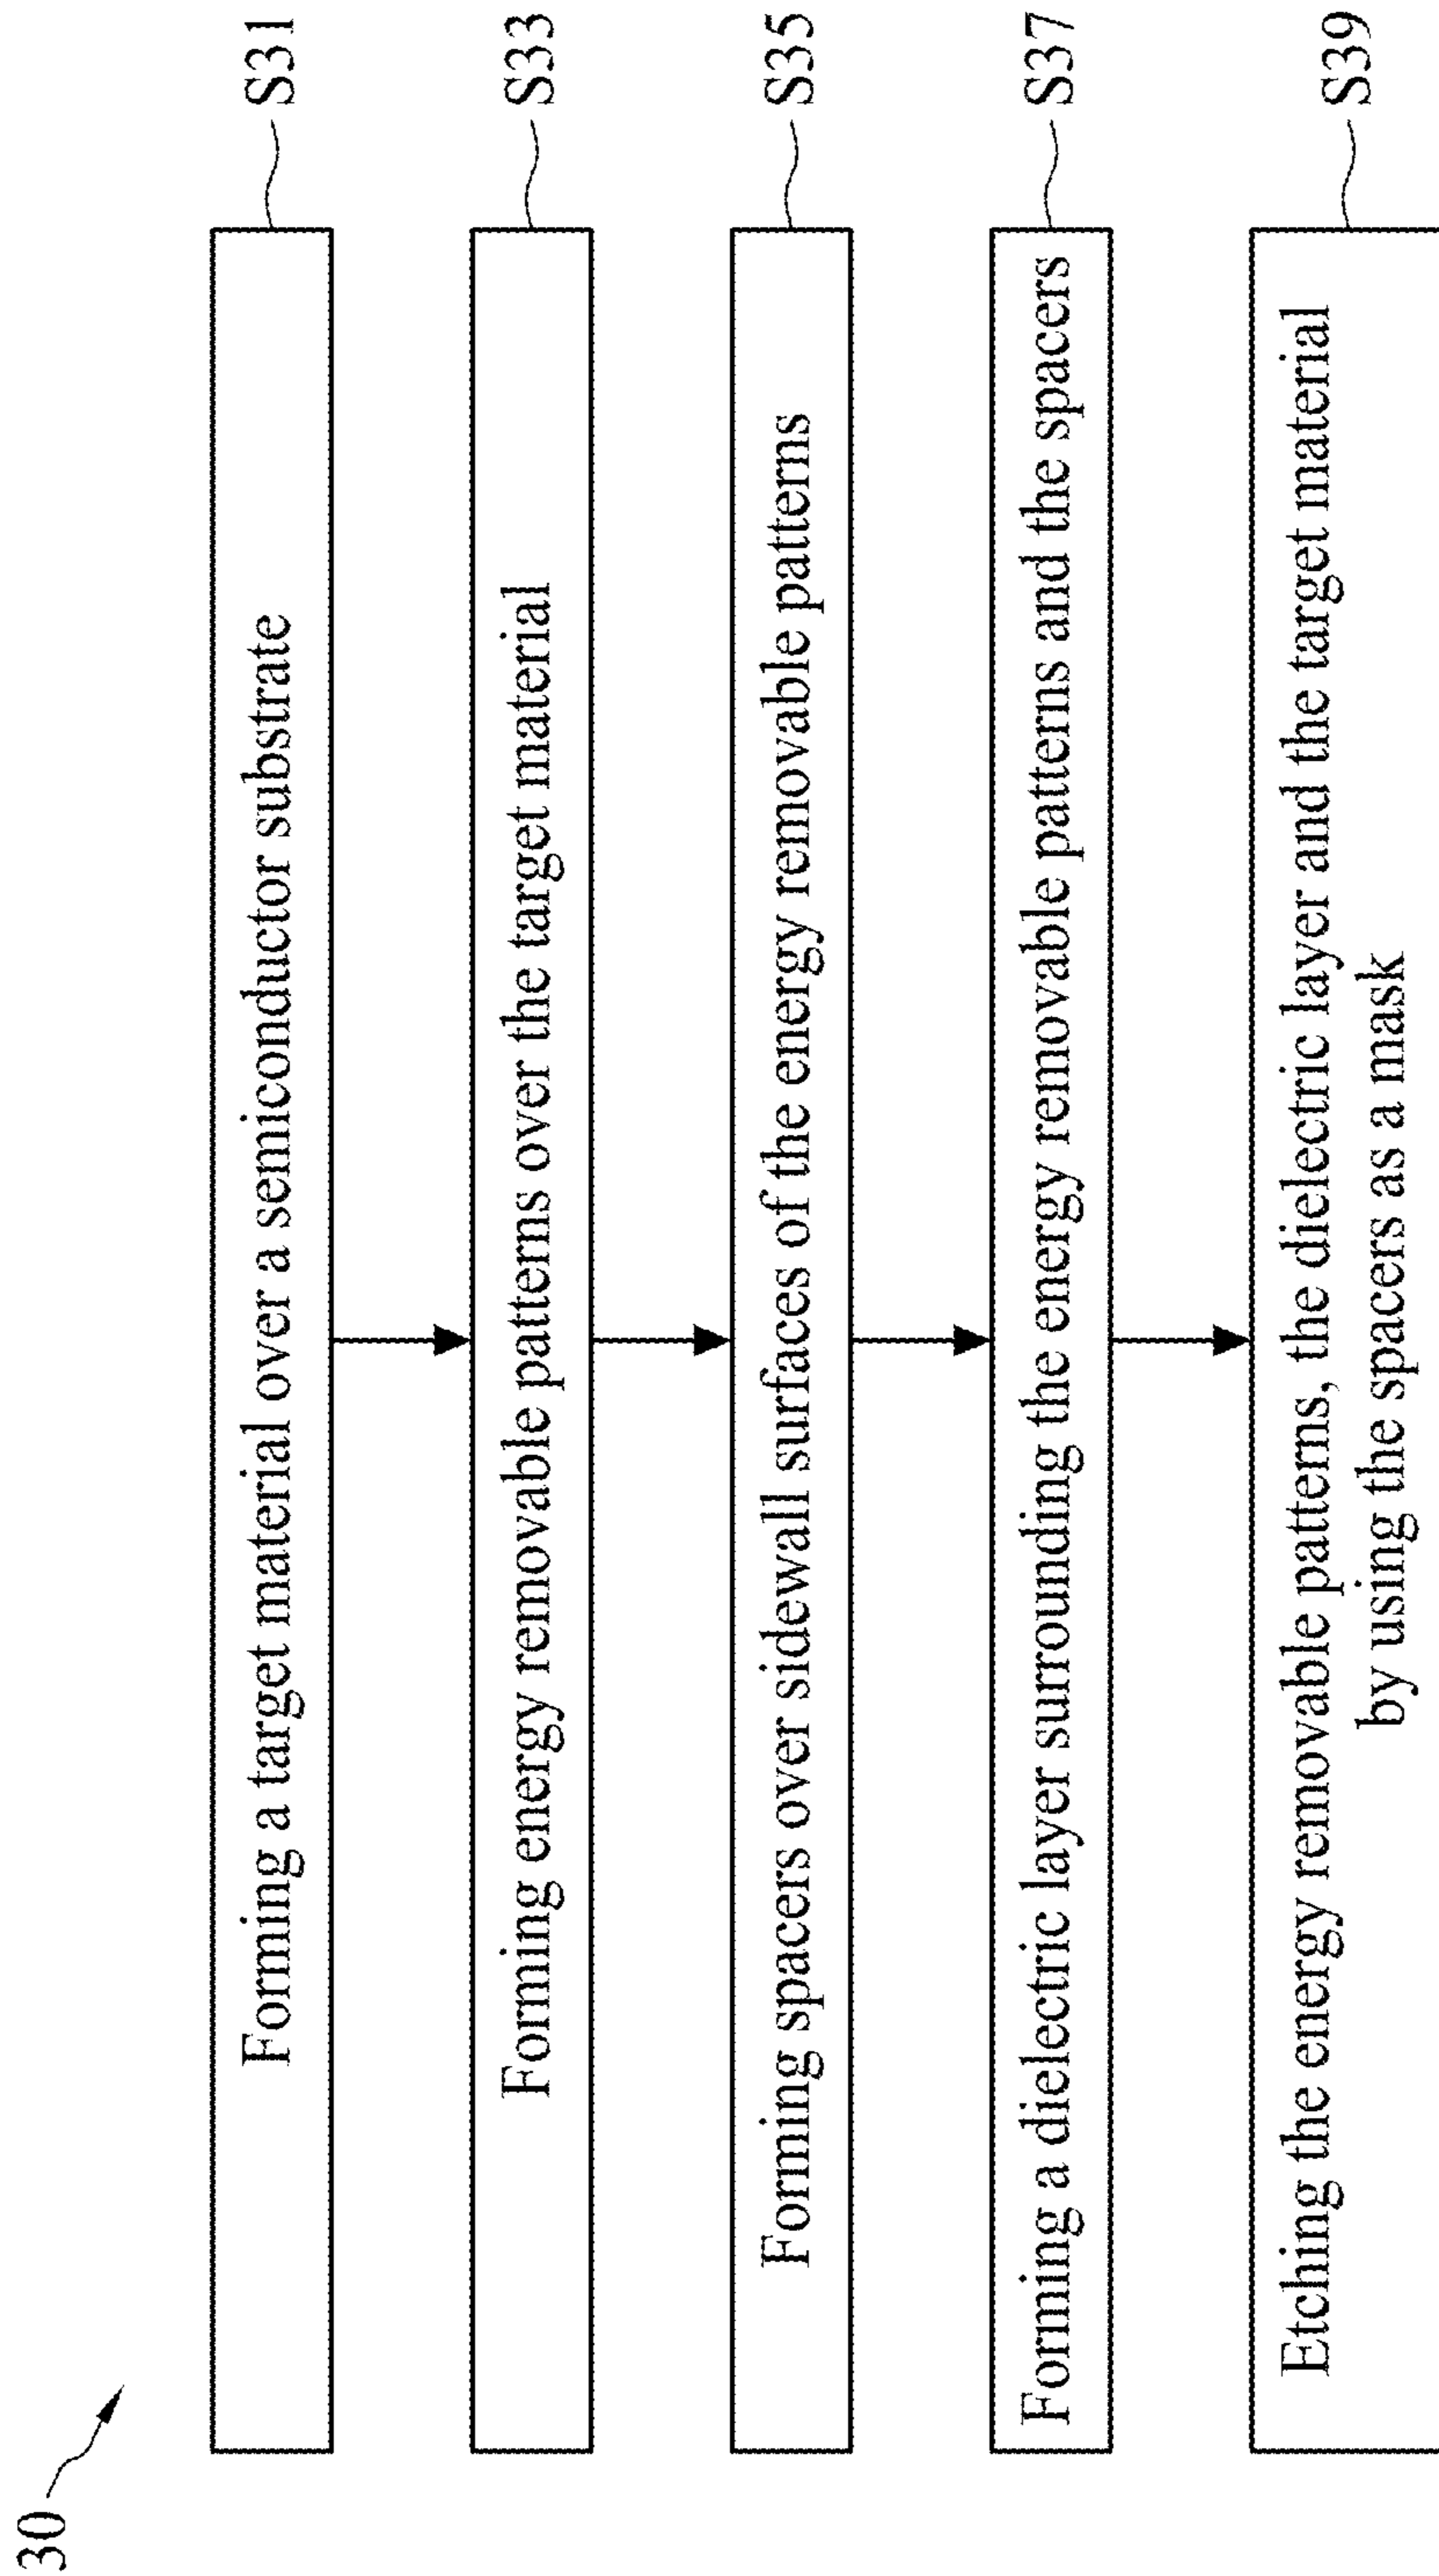 30
Forming a target material over a semiconductor substrate
S31
Forming energy removable patterns over the target material
S33
Forming spacers over sidewall surfaces of the energy removable patterns
S35
Forming a dielectric layer surrounding the energy removable patterns and the spacers
S37
Etching the energy removable patterns, the dielectric layer and the target material
by using the spacers as a mask
S39